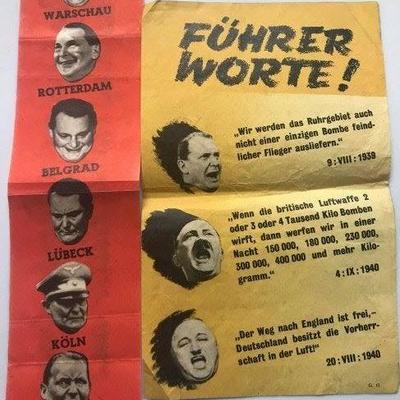 WARSCHAU
ROTTERDAM
BELGRAD
LÜBECK
KÖLN
FÜHRER
WORTE!
„Wir werden das Ruhrgebiet auch
nicht einer einzigen Bombe feind-
licher Flieger ausliefern."
9:VIII:1939
„Wenn die britische Luftwaffe 2
oder 3 oder 4 Tausend Kilo Bomben
wirft, dann werfen wir in einer
Nacht 150 000, 180 000, 230 000,
300 000, 400 000 und mehr Kilo-
gramm."
4:IX:1940
„Der Weg nach England ist frei,-
Deutschland besitzt die Vorherr-
schaft in der Luft!"
20:VIII:1940